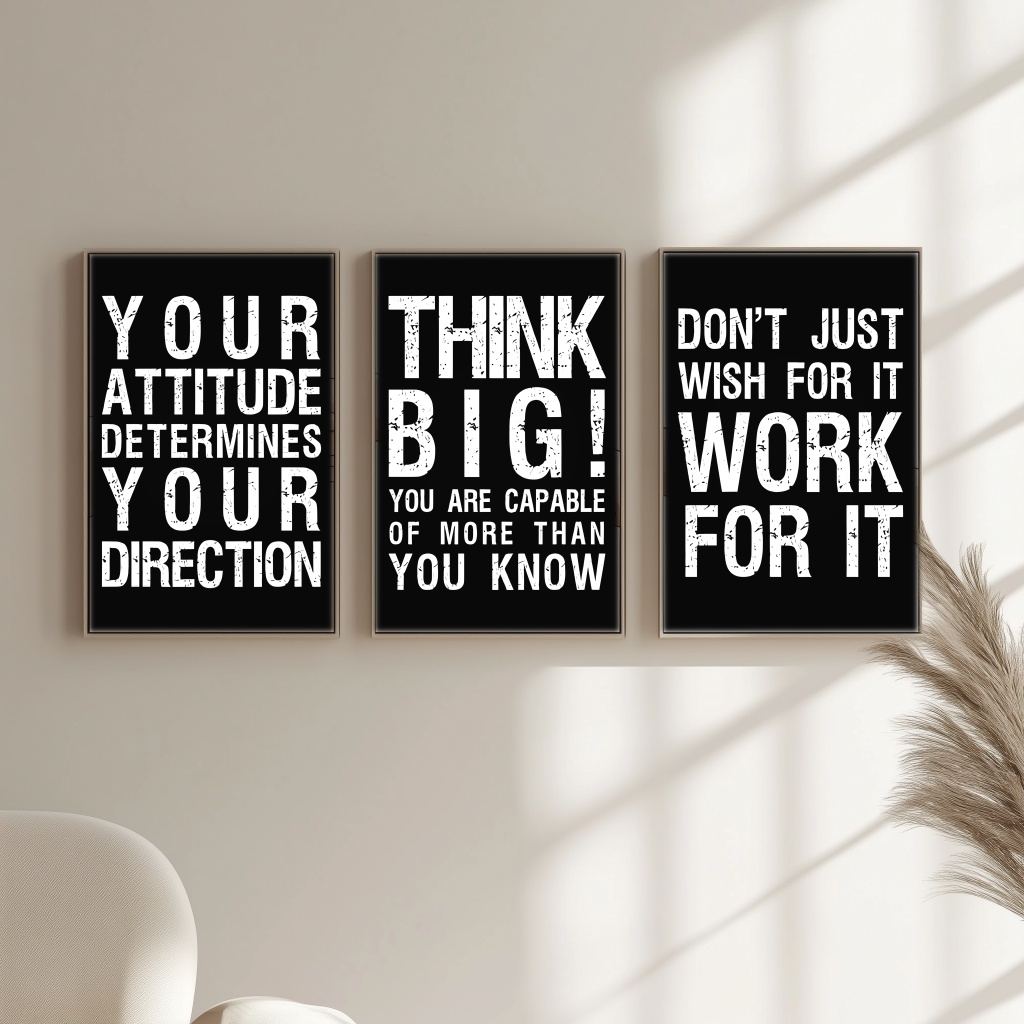 YOUR
ATTITUDE
DETERMINES
YOUR
DIRECTION
THINK
BIG!
YOU ARE CAPABLE
OF MORE THAN
YOU KNOW
DON'T JUST
WISH FOR IT
WORK
FOR IT